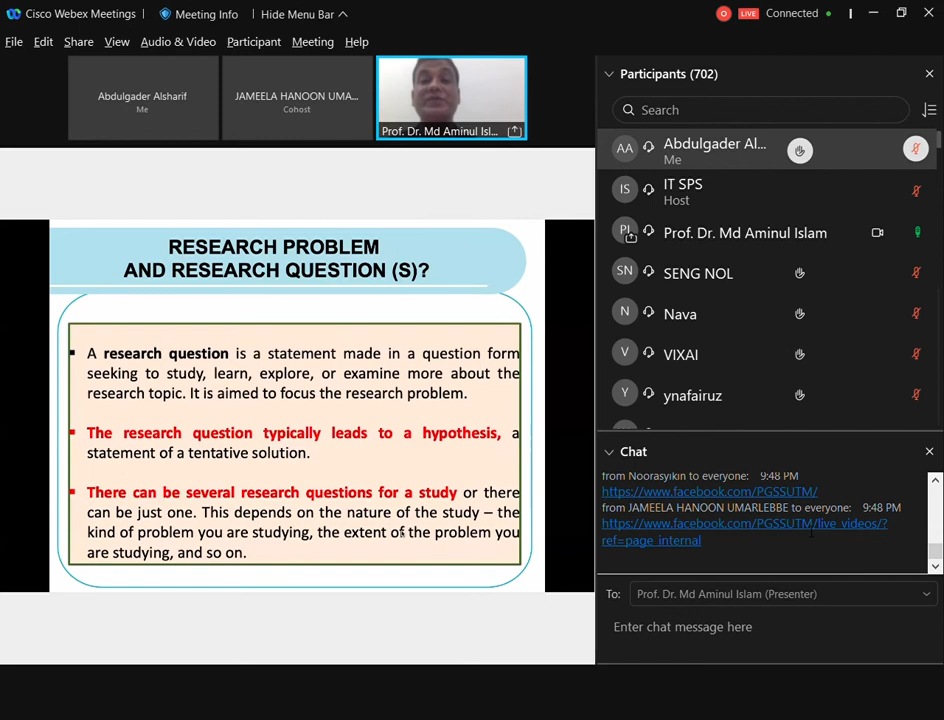 Cisco Webex Meetings
Meeting Info
Hide Menu Bar
LIVE
Connected
File Edit Share View Audio & Video Participant Meeting Help
Abdulgader Alsharif
Me
JAMEELA HANOON UMA...
Cohost
Prof. Dr. Md Aminul Isl...
RESEARCH PROBLEM
AND RESEARCH QUESTION (S)?
A research question is a statement made in a question form
seeking to study, learn, explore, or examine more about the
research topic. It is aimed to focus the research problem.
The research question typically leads to a hypothesis, a
statement of a tentative solution.
There can be several research questions for a study or there
can be just one. This depends on the nature of the study – the
kind of problem you are studying, the extent of the problem you
are studying, and so on.
Participants (702)
Search
AA Abdulgader Al...
Me
IS IT SPS
Host
PI Prof. Dr. Md Aminul Islam
SN SENG NOL
N Nava
V VIXAI
Y ynafairuz
Chat
from Noorasyikin to everyone: 9:48 PM
https://www.facebook.com/PGSSUTM/
from JAMEELA HANOON UMARLEBBE to everyone: 9:48 PM
https://www.facebook.com/PGSSUTM/live_videos/?
ref=page_internal
To: Prof. Dr. Md Aminul Islam (Presenter)
Enter chat message here